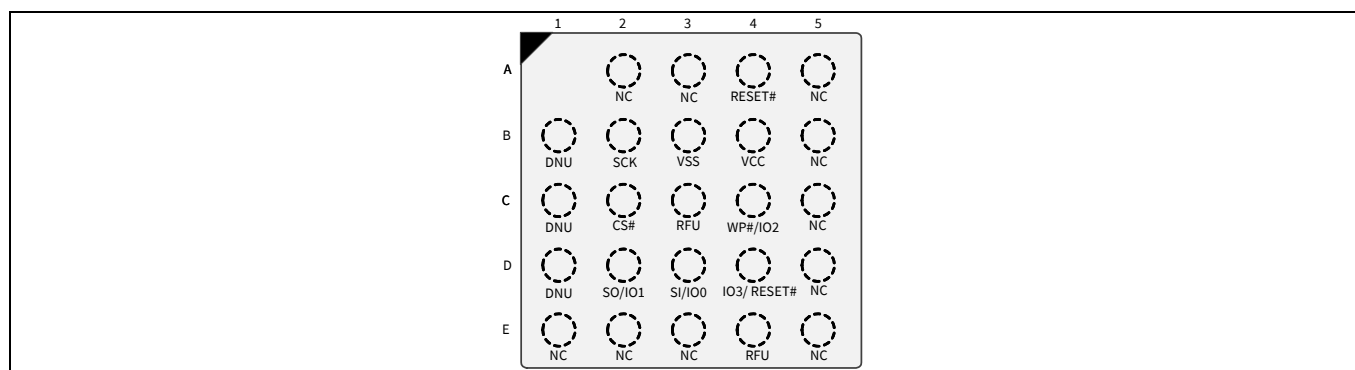 1 2 3 4 5
A
NC NC RESET# NC
B
DNU SCK VSS VCC NC
C
DNU CS# RFU WP#/IO2 NC
D
DNU SO/IO1 SI/IO0 IO3/ RESET# NC
E
NC NC NC RFU NC